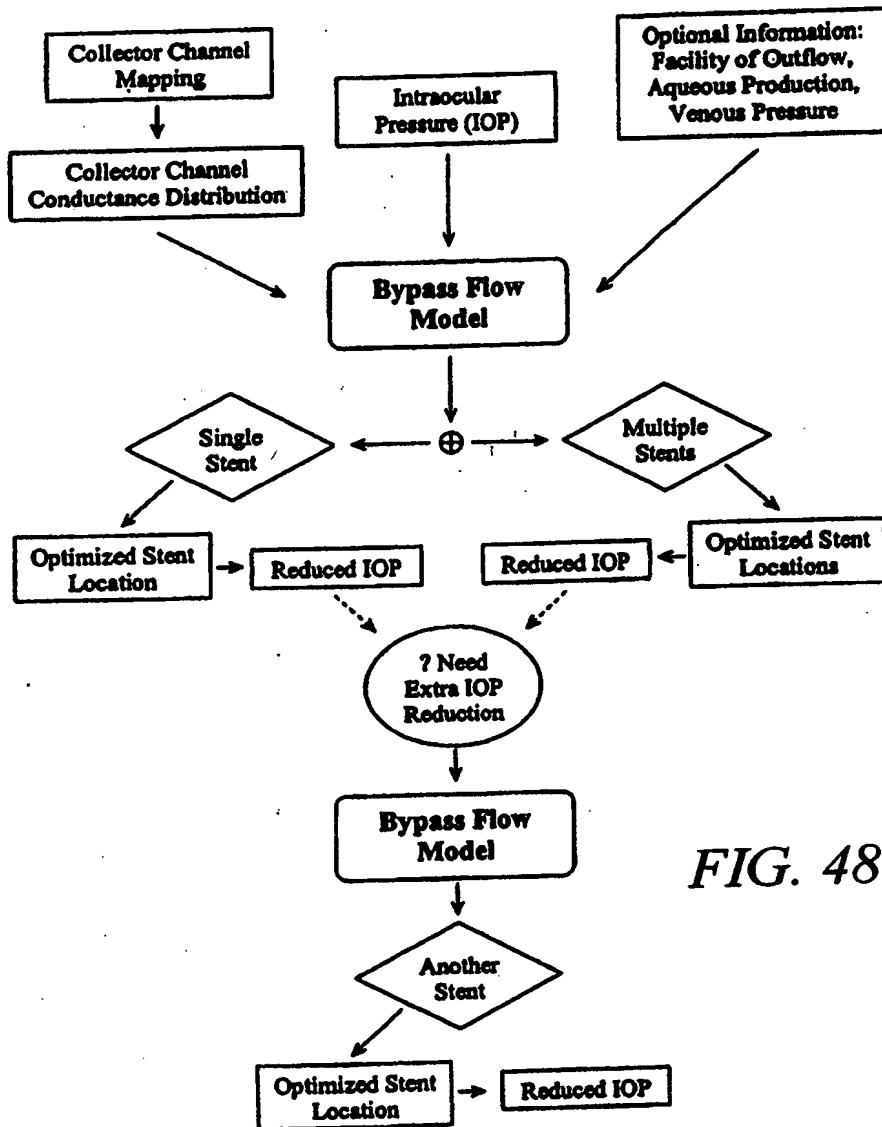 Collector Channel
Mapping
Intraocular
Pressure (IOP)
Optional Information:
Facility of Outflow,
Aqueous Production,
Venous Pressure
Collector Channel
Conductance Distribution
Bypass Flow
Model
Single
Stent
Multiple
Stents
Optimized Stent
Location
Reduced IOP
Reduced IOP
Optimized Stent
Locations
? Need
Extra IOP
Reduction
Bypass Flow
Model
FIG. 48
Another
Stent
Optimized Stent
Location
Reduced IOP